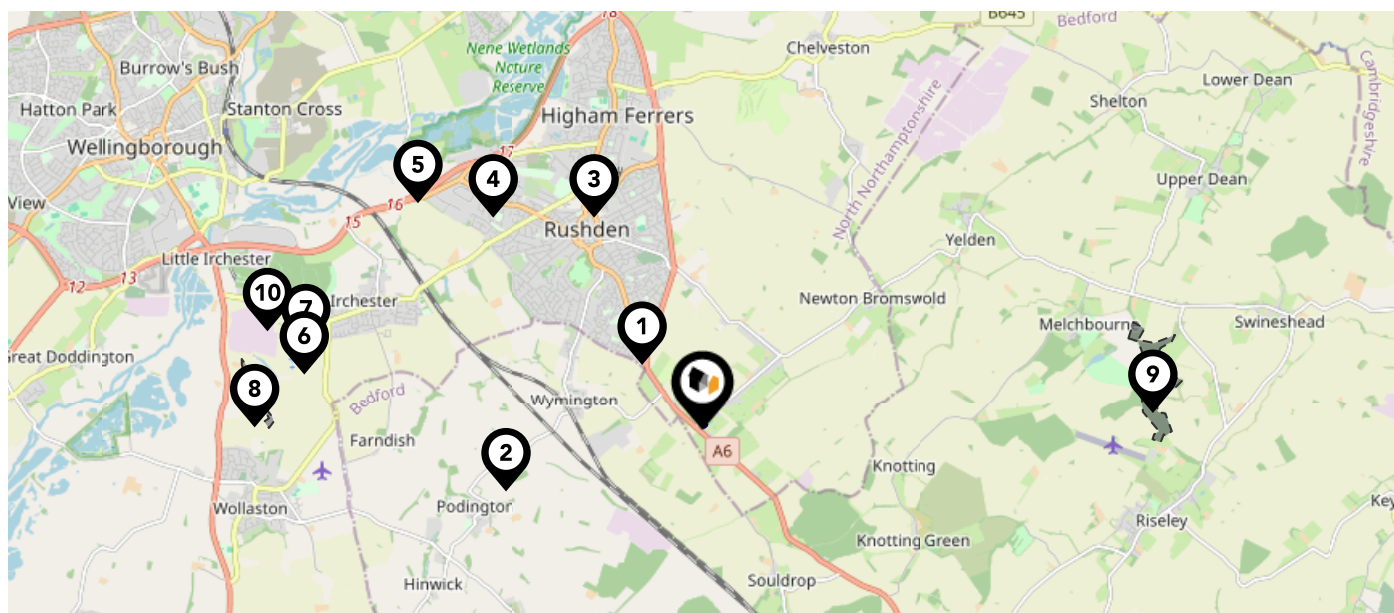 18
B645
Bedford
Nene Wetlands
Nature
Reserve
Chelveston
Burrow's Bush
Lower Dean
Cambridgeshire
Hatton Park
Stanton Cross
Shelton
Higham Ferrers
North Northamptonshire
Wellingborough
17
5
4
3
Upper Dean
View
16
15
Rushden
Yelden
Little Irchester
13
12
10
7
Irchester
Newton Bromswold
1
6
Melchbourne
Swineshead
Great Doddington
8
9
Bedford
Wymington
Farndish
2
A6
Knotting
Wollaston
Podington
Key
Riseley
Knotting Green
Hinwick
Souldrop